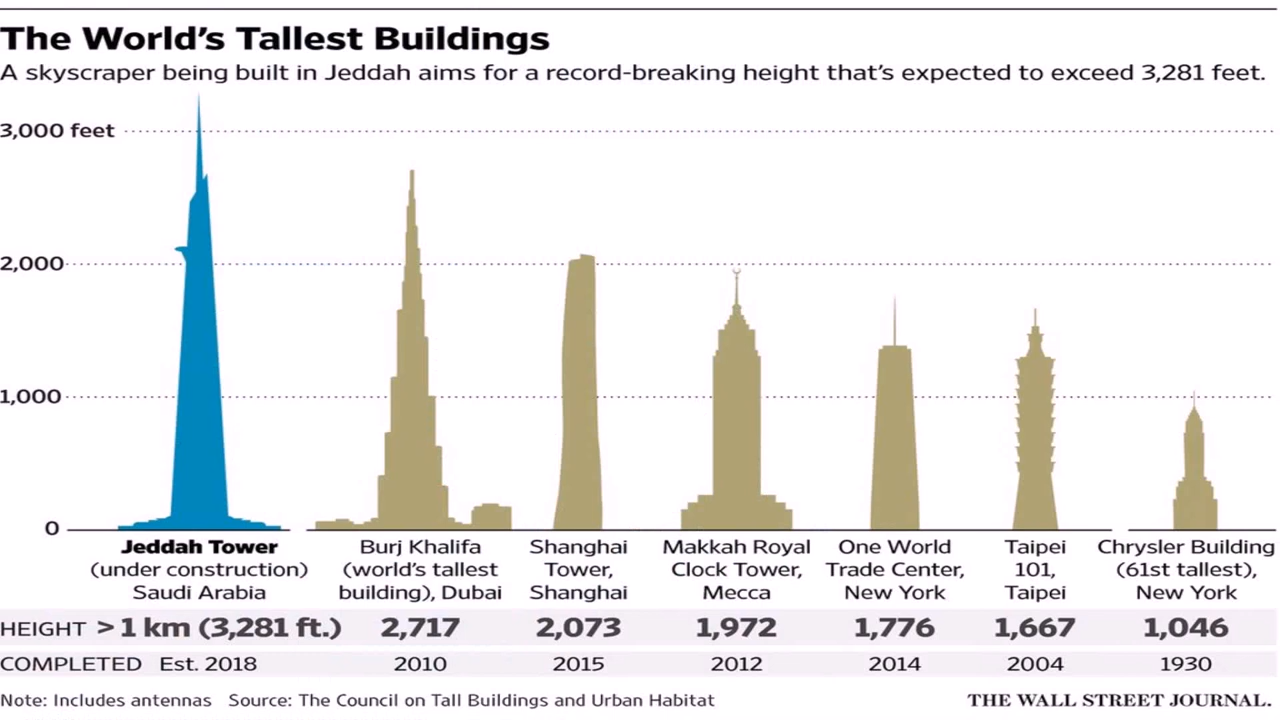 The World's Tallest Buildings
A skyscraper being built in Jeddah aims for a record-breaking height that's expected to exceed 3,281 feet.
3,000 feet
2,000
1,000
0
Jeddah Tower
(under construction)
Saudi Arabia
Burj Khalifa
(world's tallest
building), Dubai
Shanghai
Tower,
Shanghai
Makkah Royal
Clock Tower,
Mecca
One World
Trade Center,
New York
Taipei
101,
Taipei
Chrysler Building
(61st tallest),
New York
HEIGHT > 1 km (3,281 ft.) 2,717 2,073 1,972 1,776 1,667 1,046
COMPLETED Est. 2018 2010 2015 2012 2014 2004 1930
Note: Includes antennas Source: The Council on Tall Buildings and Urban Habitat
THE WALL STREET JOURNAL.